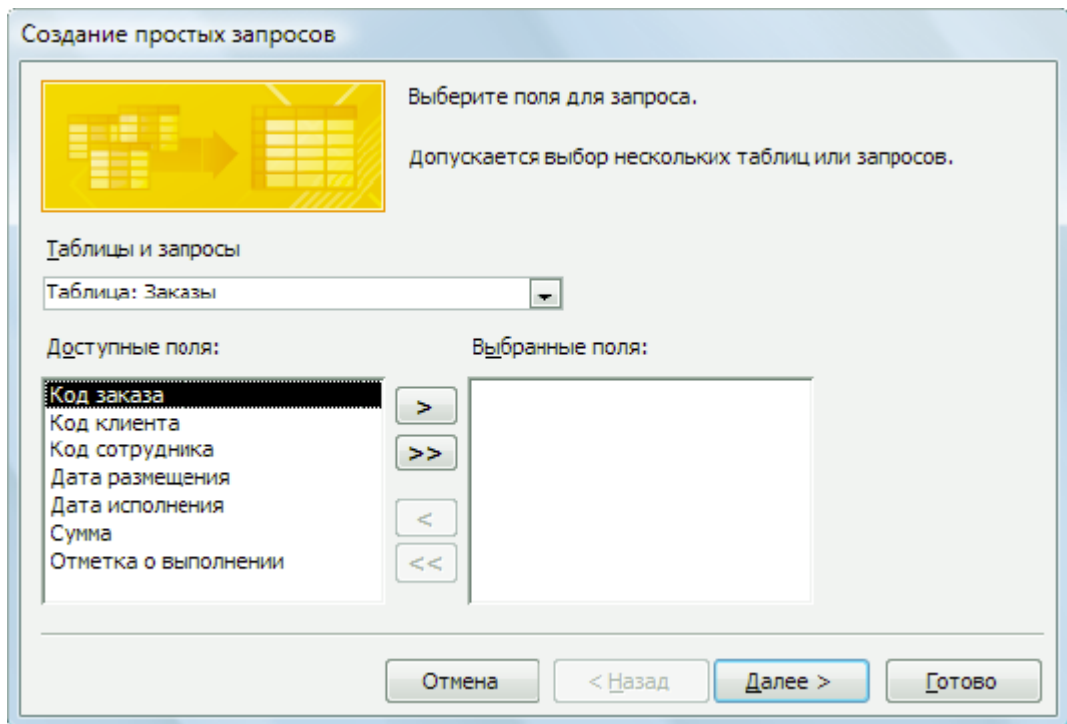 Создание простых запросов
Выберите поля для запроса.
Допускается выбор нескольких таблиц или запросов.
Таблицы и запросы
Таблица: Заказы
Доступные поля:
Выбранные поля:
Код заказа
Код клиента
Код сотрудника
Дата размещения
Дата исполнения
Сумма
Отметка о выполнении
>
>>
<
<<
Отмена
< Назад
Далее >
Готово